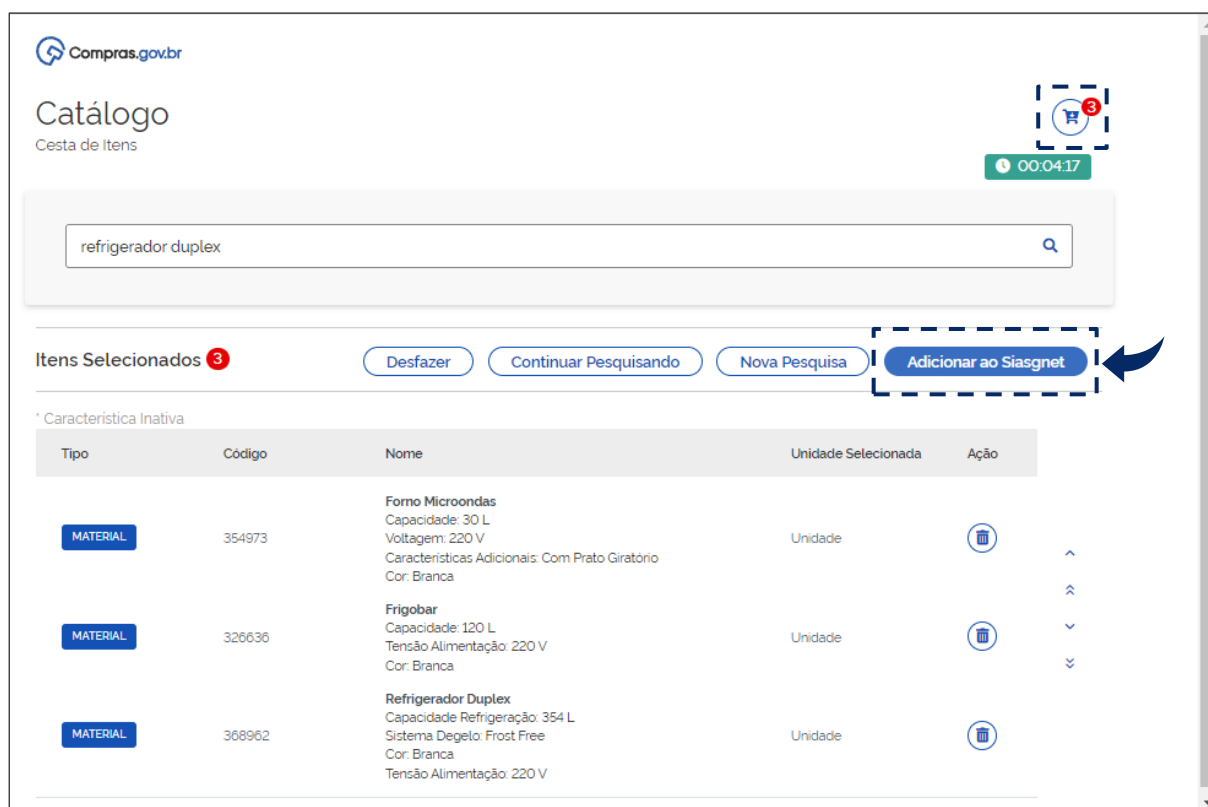 Compras.gov.br
Catálogo
Cesta de Itens
3
00:04:17
refrigerador duplex
Itens Selecionados 3 Desfazer Continuar Pesquisando Nova Pesquisa Adicionar ao Siasgnet
* Característica Inativa
Tipo Código Nome Unidade Selecionada Ação
Forno Microondas
Capacidade: 30 L
MATERIAL 354973 Voltagem: 220 V Unidade
Características Adicionais: Com Prato Giratório
Cor: Branca
Frigobar
Capacidade: 120 L
MATERIAL 326636 Tensão Alimentação: 220 V Unidade
Cor: Branca
Refrigerador Duplex
Capacidade Refrigeração: 354 L
MATERIAL 368962 Sistema Degelo: Frost Free Unidade
Cor: Branca
Tensão Alimentação: 220 V